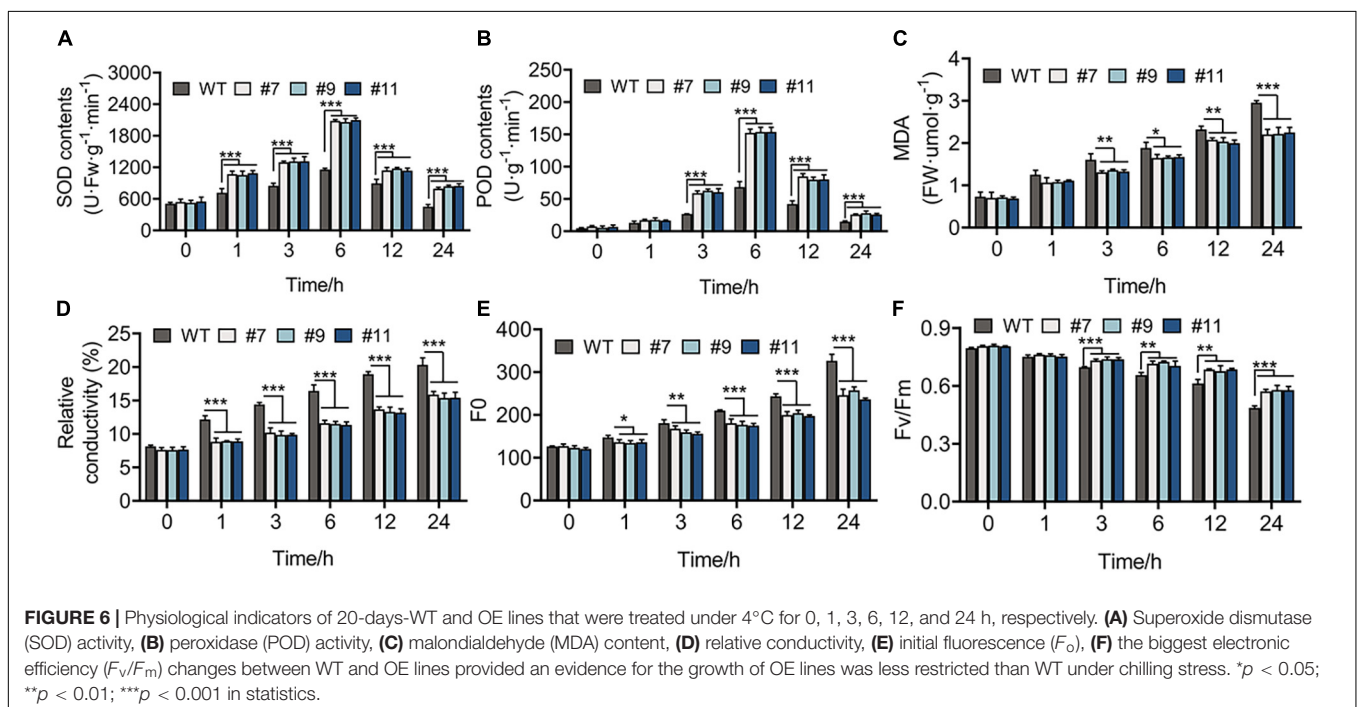 A
SOD contents
(U·Fw·g⁻¹·min⁻¹)
3000
2400
1800
1200
600
0
WT #7 #9 #11
***
***
***
***
***
0 1 3 6 12 24
Time/h
B
POD contents
(U·g⁻¹·min⁻¹)
250
200
150
100
50
0
WT #7 #9 #11
***
***
***
***
0 1 3 6 12 24
Time/h
C
MDA
(FW·umol·g⁻¹)
4
3
2
1
0
WT #7 #9 #11
**
*
**
***
0 1 3 6 12 24
Time/h
D
Relative
conductivity (%)
25
20
15
10
5
0
WT #7 #9 #11
***
***
***
***
***
0 1 3 6 12 24
Time/h
E
F0
400
300
200
100
0
WT #7 #9 #11
*
**
***
***
***
0 1 3 6 12 24
Time/h
F
Fv/Fm
0.9
0.6
0.3
0.0
WT #7 #9 #11
***
**
**
***
0 1 3 6 12 24
Time/h
FIGURE 6 | Physiological indicators of 20-days-WT and OE lines that were treated under 4°C for 0, 1, 3, 6, 12, and 24 h, respectively. (A) Superoxide dismutase
(SOD) activity, (B) peroxidase (POD) activity, (C) malondialdehyde (MDA) content, (D) relative conductivity, (E) initial fluorescence (Fo), (F) the biggest electronic
efficiency (Fv/Fm) changes between WT and OE lines provided an evidence for the growth of OE lines was less restricted than WT under chilling stress. *p < 0.05;
**p < 0.01; ***p < 0.001 in statistics.